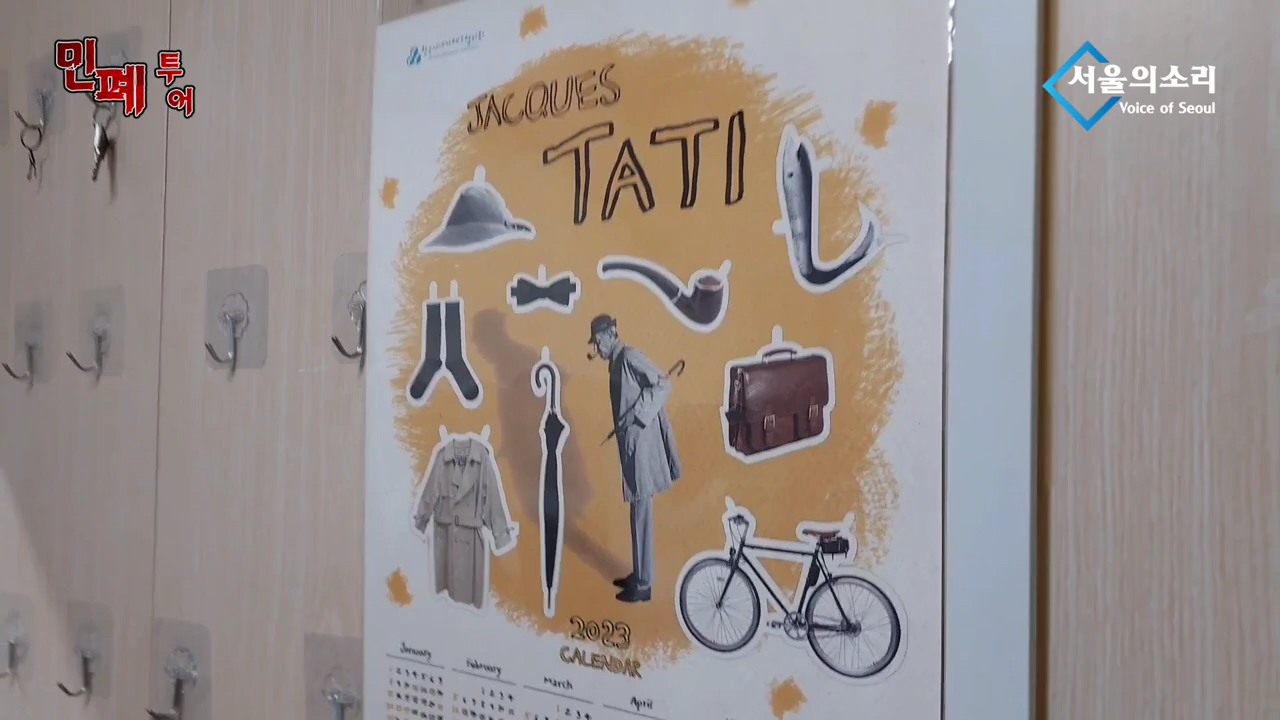 민폐
투어
서울의소리
Voice of Seoul
JACQUES
TATI
2023
CALENDAR
January
February
March
April